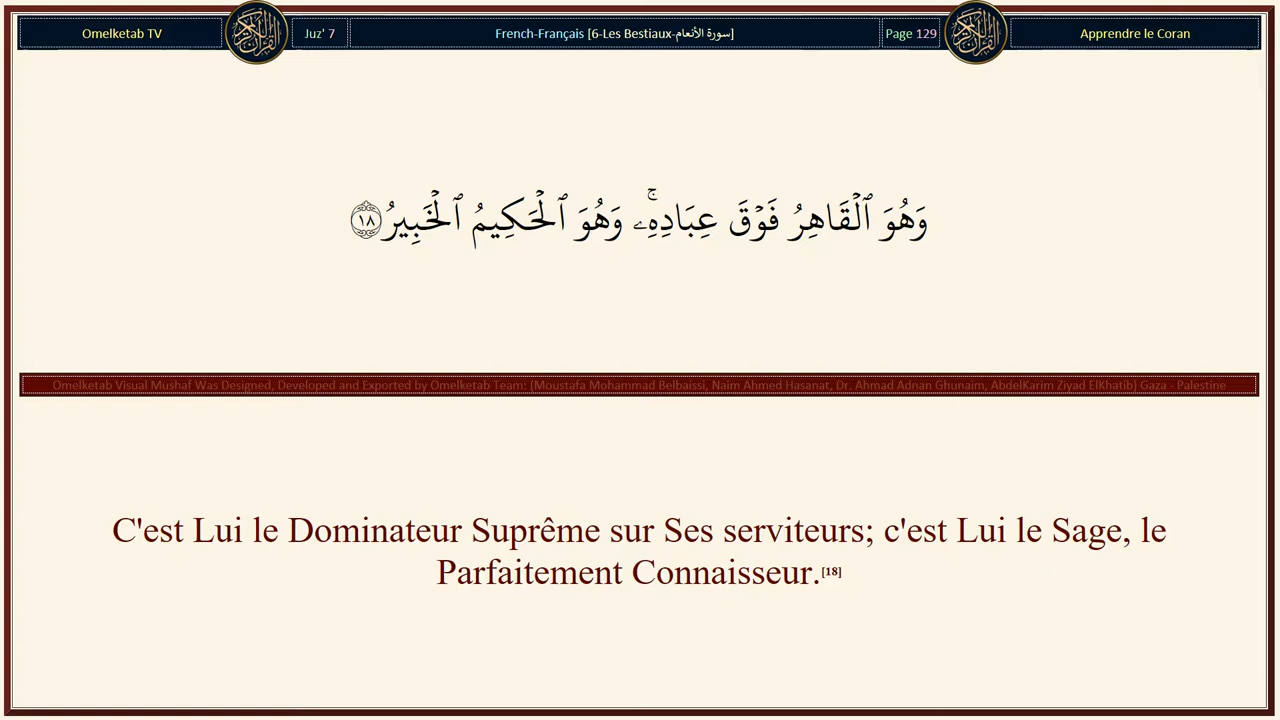 Omelketab TV
Juz' 7
French-Français [6-Les Bestiaux-سورة الأنعام]
Page 129
Apprendre le Coran
وَهُوَ ٱلۡقَاهِرُ فَوۡقَ عِبَادِهِۦۚ وَهُوَ ٱلۡحَكِيمُ ٱلۡخَبِيرُ ١٨
Omelketab Visual Mushaf Was Designed, Developed and Exported by Omelketab Team: (Moustafa Mohammad Belbaissi, Naim Ahmed Hasanat, Dr. Ahmad Adnan Ghunaim, AbdelKarim Ziyad ElKhatib) Gaza - Palestine
C'est Lui le Dominateur Suprême sur Ses serviteurs; c'est Lui le Sage, le
Parfaitement Connaisseur.[18]